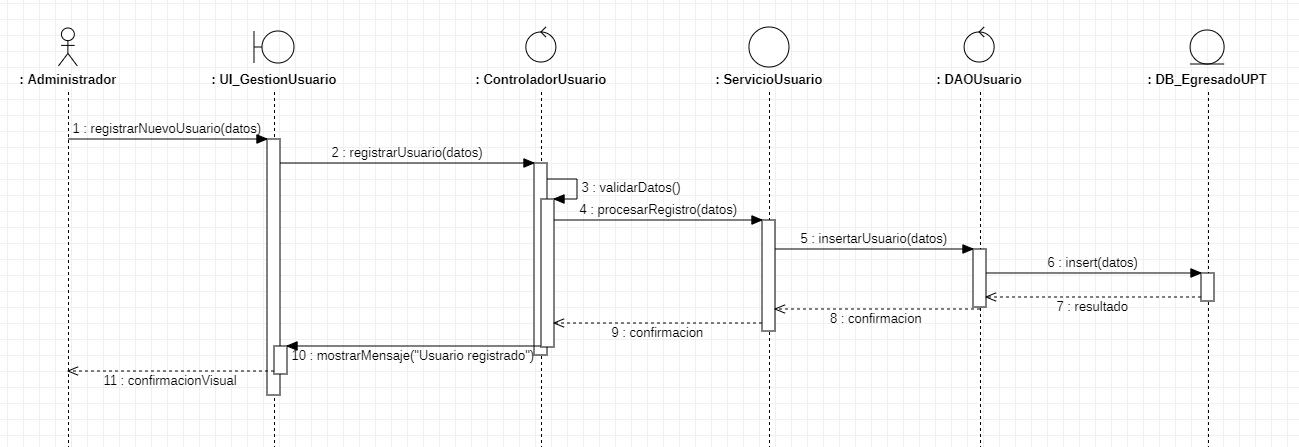 : Administrador
: UI_GestionUsuario
: ControladorUsuario
: ServicioUsuario
: DAOUsuario
: DB_EgresadoUPT
1 : registrarNuevoUsuario(datos)
2 : registrarUsuario(datos)
3 : validarDatos()
4 : procesarRegistro(datos)
5 : insertarUsuario(datos)
6 : insert(datos)
7 : resultado
8 : confirmacion
9 : confirmacion
10 : mostrarMensaje("Usuario registrado")
11 : confirmacionVisual